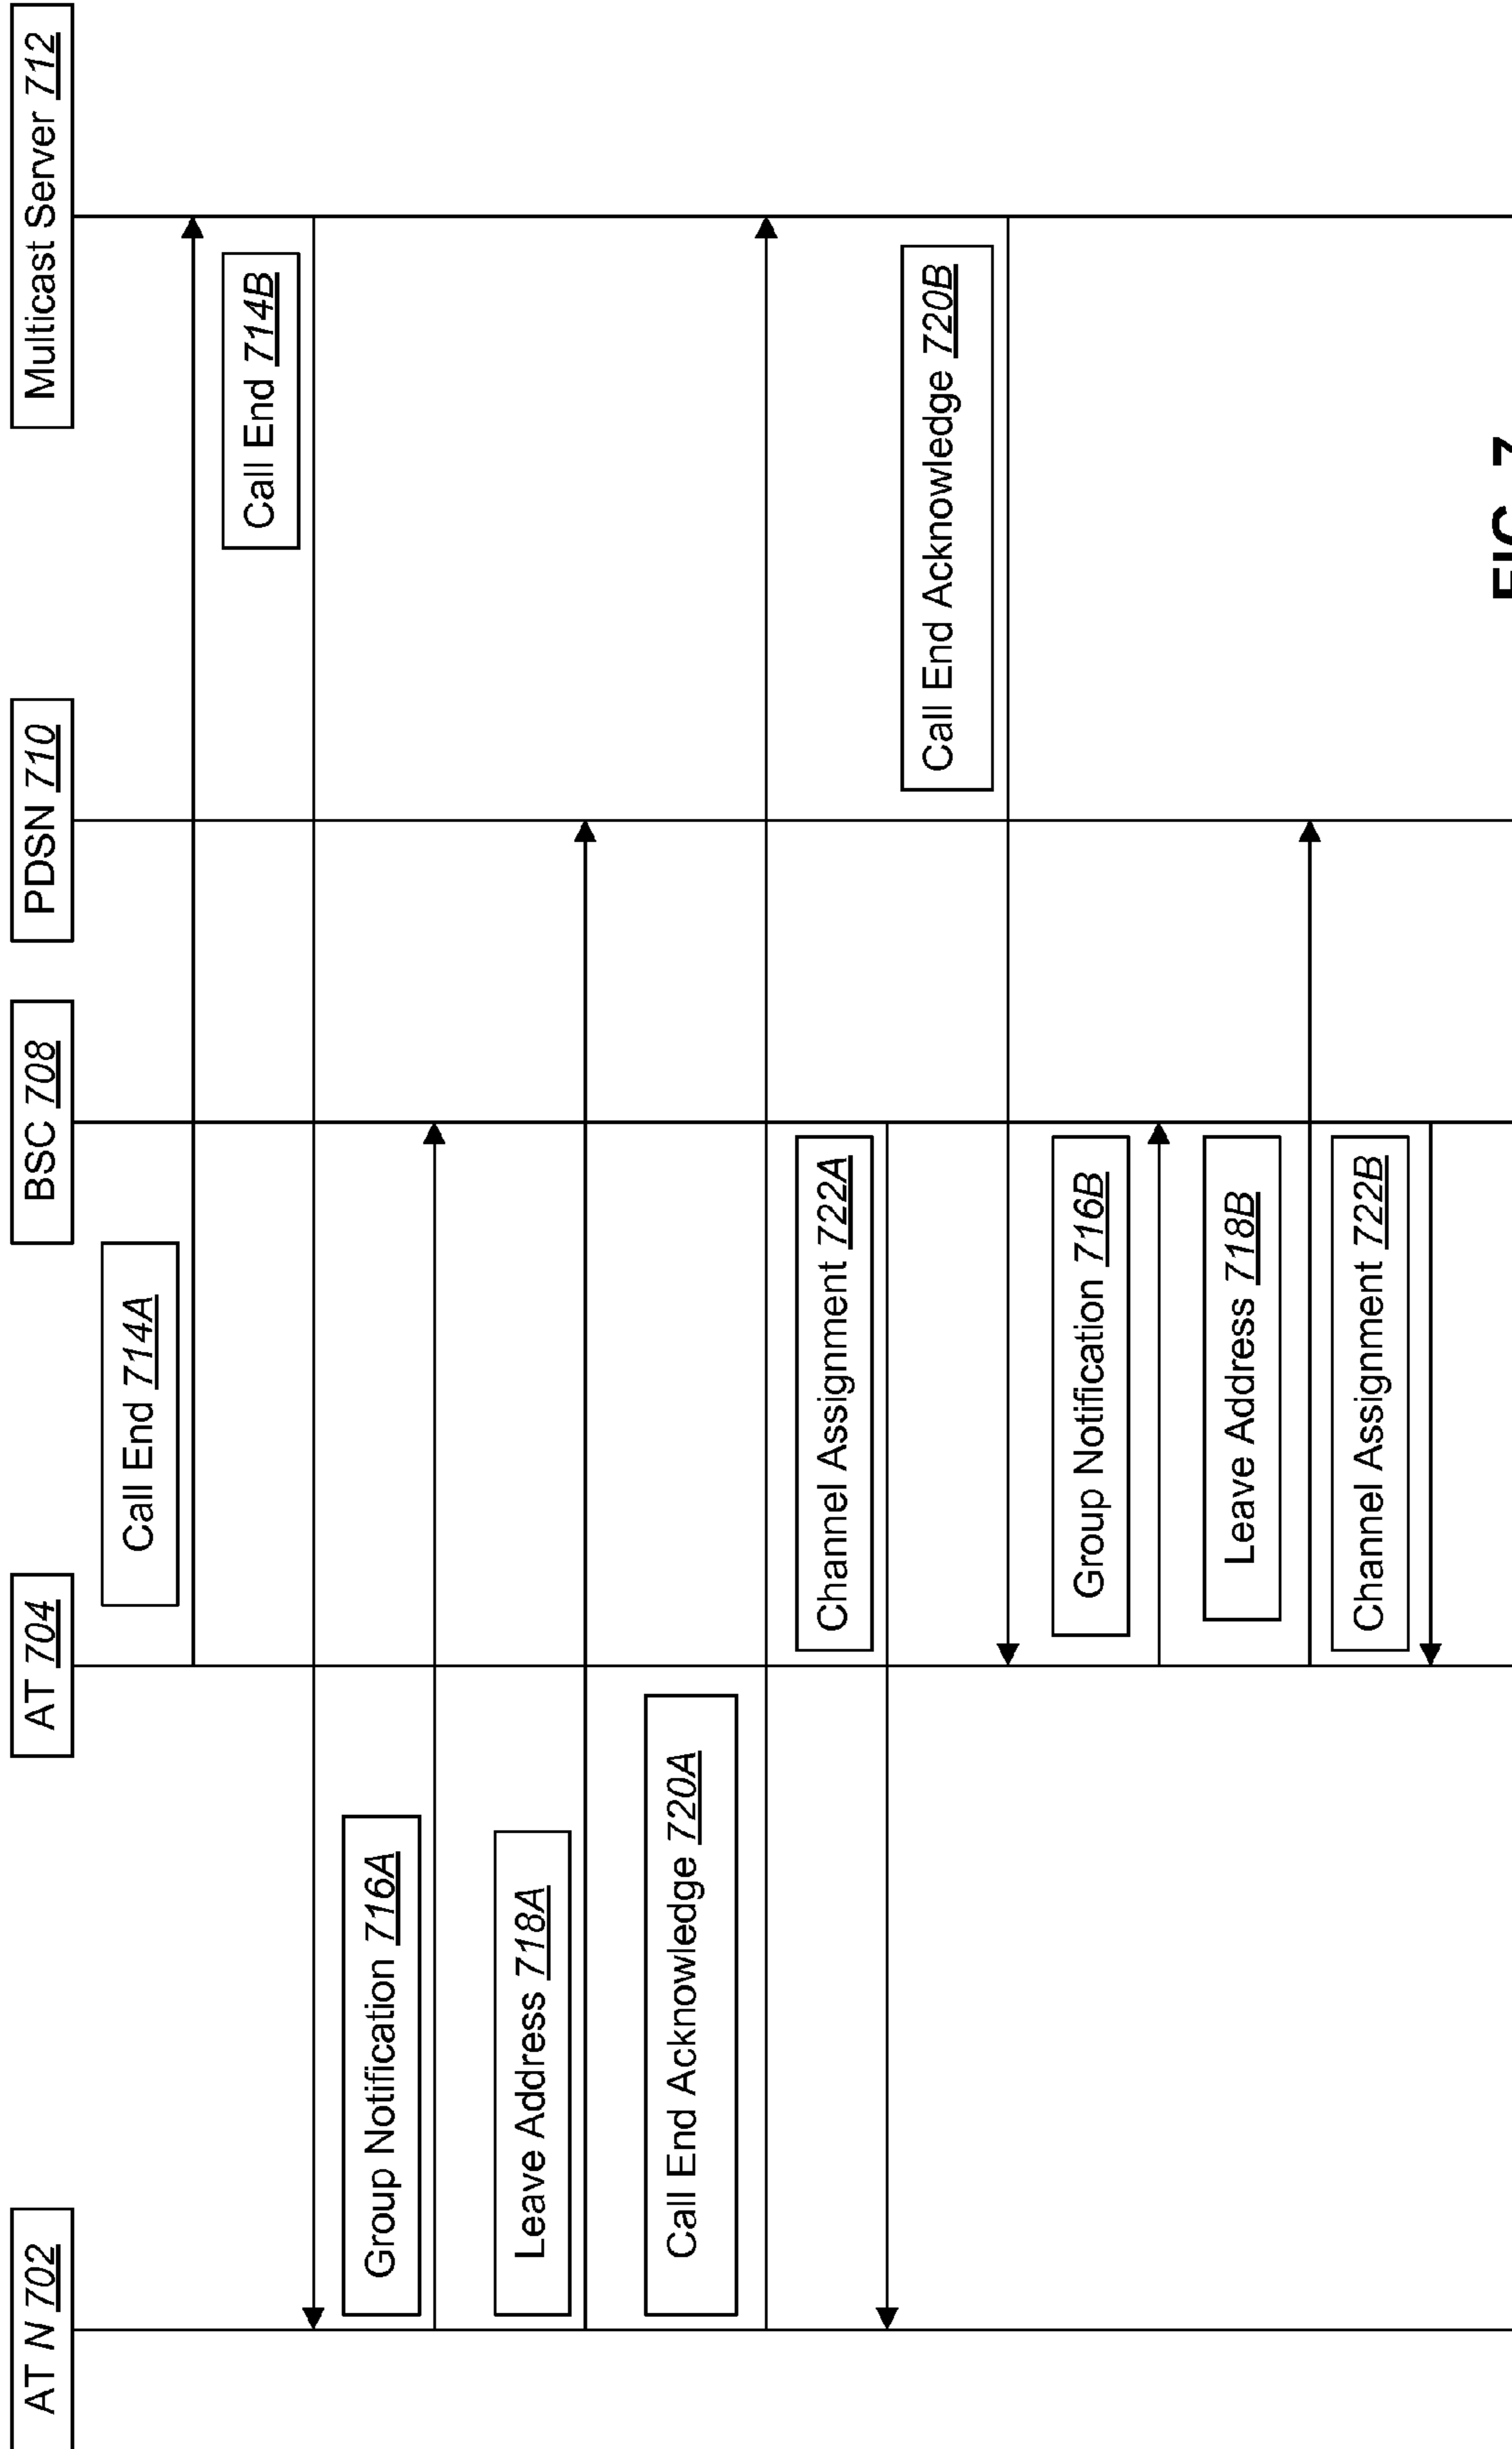 AT N 702
AT 704
BSC 708
PDSN 710
Multicast Server 712
Call End 714A
Call End 714B
Group Notification 716A
Leave Address 718A
Call End Acknowledge 720A
Channel Assignment 722A
Call End Acknowledge 720B
Group Notification 716B
Leave Address 718B
Channel Assignment 722B
FIG. 7